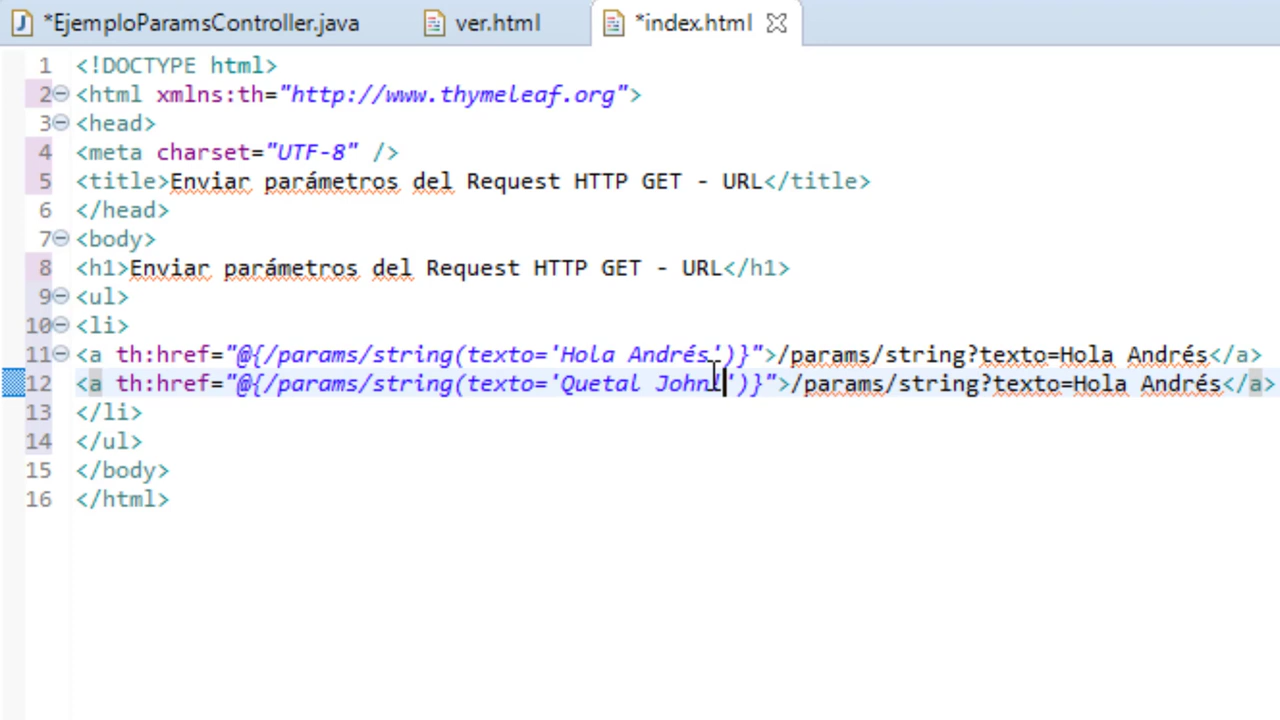 *EjemploParamsController.java
ver.html
*index.html
1 <!DOCTYPE html>
2 <html xmlns:th="http://www.thymeleaf.org">
3 <head>
4 <meta charset="UTF-8" />
5 <title>Enviar parámetros del Request HTTP GET - URL</title>
6 </head>
7 <body>
8 <h1>Enviar parámetros del Request HTTP GET - URL</h1>
9 <ul>
10 <li>
11 <a th:href="@{/params/string(texto='Hola Andrés')}">/params/string?texto=Hola Andrés</a>
12 <a th:href="@{/params/string(texto='Quetal John!')}">/params/string?texto=Hola Andrés</a>
13 </li>
14 </ul>
15 </body>
16 </html>